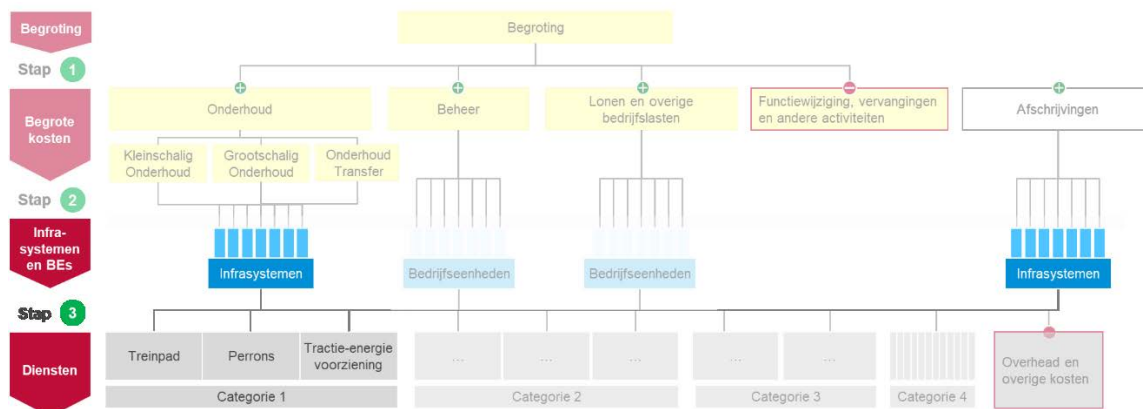 Begroting
Begroting
Stap 1
Begrote
kosten
Onderhoud
Beheer
Lonen en overige
bedrijfslasten
Functiewijziging, vervangingen
en andere activiteiten
Afschrijvingen
Kleinschalig
Onderhoud
Grootschalig
Onderhoud
Onderhoud
Transfer
Stap 2
Infra-
systemen
en BEs
Infrasystemen
Bedrijfseenheden
Bedrijfseenheden
Infrasystemen
Stap 3
Diensten
Treinpad
Perrons
Tractie-energie
voorziening
...
...
...
...
...
Overhead en
overige kosten
Categorie 1
Categorie 2
Categorie 3
Categorie 4